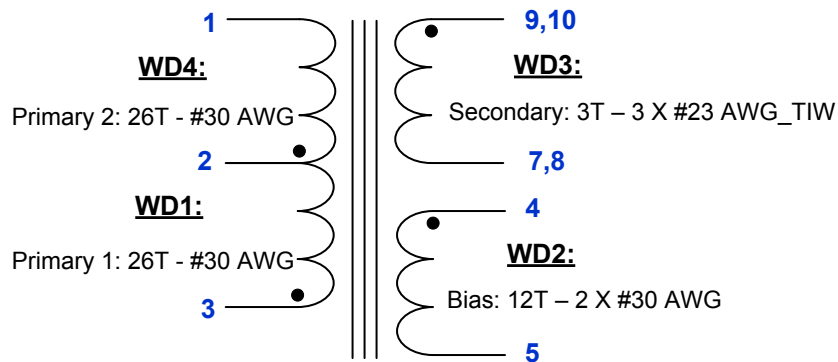 1
WD4:
Primary 2: 26T - #30 AWG
2
WD1:
Primary 1: 26T - #30 AWG
3
9,10
WD3:
Secondary: 3T – 3 X #23 AWG_TIW
7,8
4
WD2:
Bias: 12T – 2 X #30 AWG
5